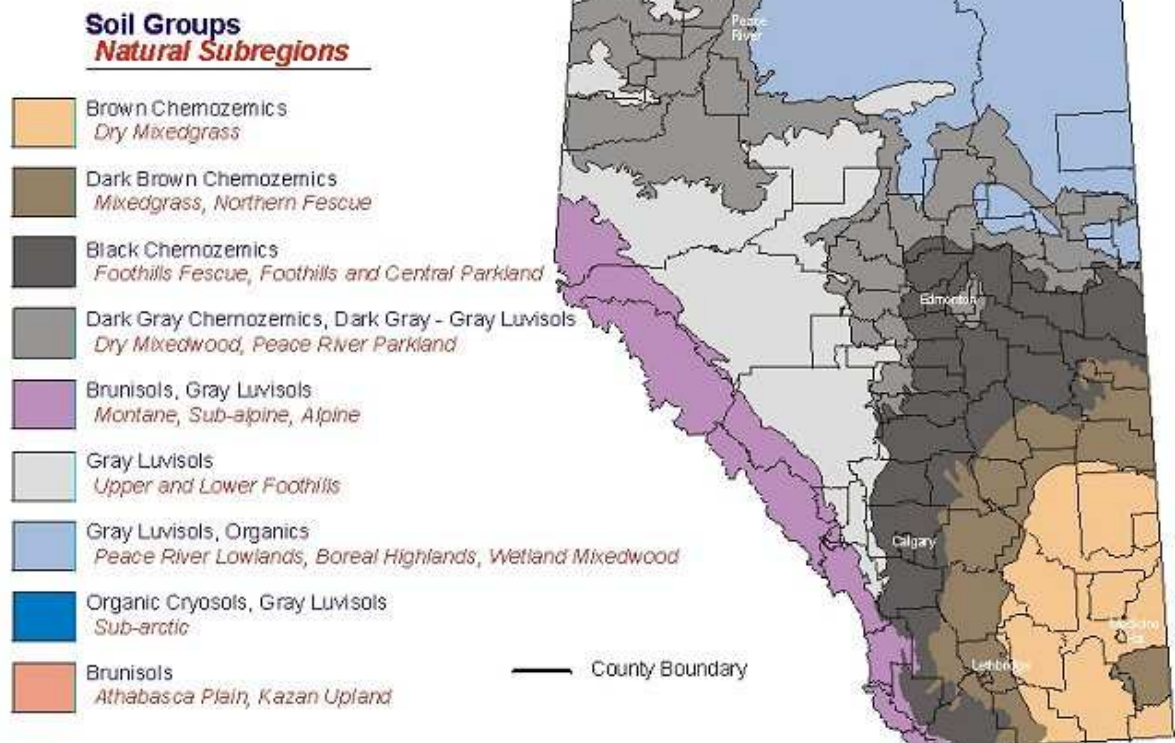 Soil Groups
Natural Subregions
Brown Chernozemics
Dry Mixedgrass
Dark Brown Chernozemics
Mixedgrass, Northern Fescue
Black Chernozemics
Foothills Fescue, Foothills and Central Parkland
Dark Gray Chernozemics, Dark Gray - Gray Luvisols
Dry Mixedwood, Peace River Parkland
Brunisols, Gray Luvisols
Montane, Sub-alpine, Alpine
Gray Luvisols
Upper and Lower Foothills
Gray Luvisols, Organics
Peace River Lowlands, Boreal Highlands, Wetland Mixedwood
Organic Cryosols, Gray Luvisols
Sub-arctic
Brunisols
Athabasca Plain, Kazan Upland
County Boundary
Peace
River
Edmonton
Calgary
Medicine
Hat
Lethbridge